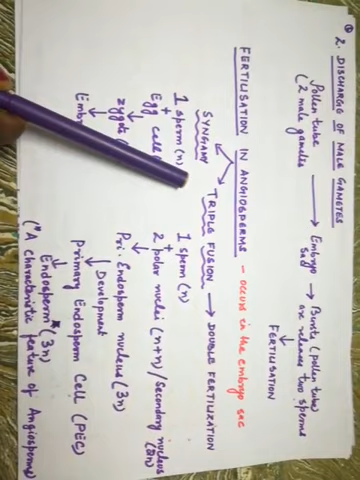 2. DISCHARGE OF MALE GAMETES
Pollen tube → Embryo sac → Burst (pollen tube)
(2 male gametes are releases two sperms
↓
FERTILISATION
FERTILISATION IN ANGIOSPERMS - occurs in the embryo sac
SYNGAMY
TRIPLE FUSION → DOUBLE FERTILIZATION
1 sperm (n)
+
Egg cell
↓
zygote
↓
1 sperm (n)
+
2 polar nuclei (n+n)/Secondary nucleus (2n)
↓
Pri. Endosperm nucleus (3n)
↓ Development
Primary Endosperm Cell (PEC)
↓
Endosperm* (3n)
(*A characteristic feature of Angiosperms)